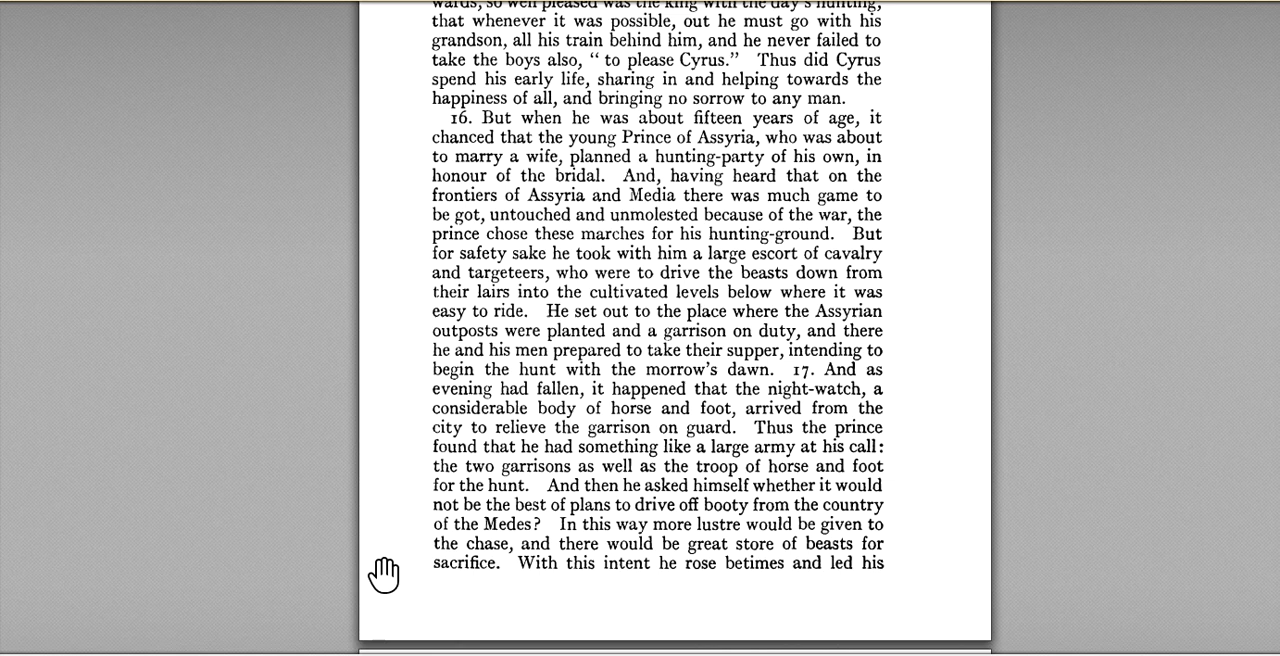 wards, so well pleased was the king with the day's hunting,
that whenever it was possible, out he must go with his
grandson, all his train behind him, and he never failed to
take the boys also, “ to please Cyrus.” Thus did Cyrus
spend his early life, sharing in and helping towards the
happiness of all, and bringing no sorrow to any man.
16. But when he was about fifteen years of age, it
chanced that the young Prince of Assyria, who was about
to marry a wife, planned a hunting-party of his own, in
honour of the bridal. And, having heard that on the
frontiers of Assyria and Media there was much game to
be got, untouched and unmolested because of the war, the
prince chose these marches for his hunting-ground. But
for safety sake he took with him a large escort of cavalry
and targeteers, who were to drive the beasts down from
their lairs into the cultivated levels below where it was
easy to ride. He set out to the place where the Assyrian
outposts were planted and a garrison on duty, and there
he and his men prepared to take their supper, intending to
begin the hunt with the morrow's dawn. 17. And as
evening had fallen, it happened that the night-watch, a
considerable body of horse and foot, arrived from the
city to relieve the garrison on guard. Thus the prince
found that he had something like a large army at his call:
the two garrisons as well as the troop of horse and foot
for the hunt. And then he asked himself whether it would
not be the best of plans to drive off booty from the country
of the Medes? In this way more lustre would be given to
the chase, and there would be great store of beasts for
sacrifice. With this intent he rose betimes and led his